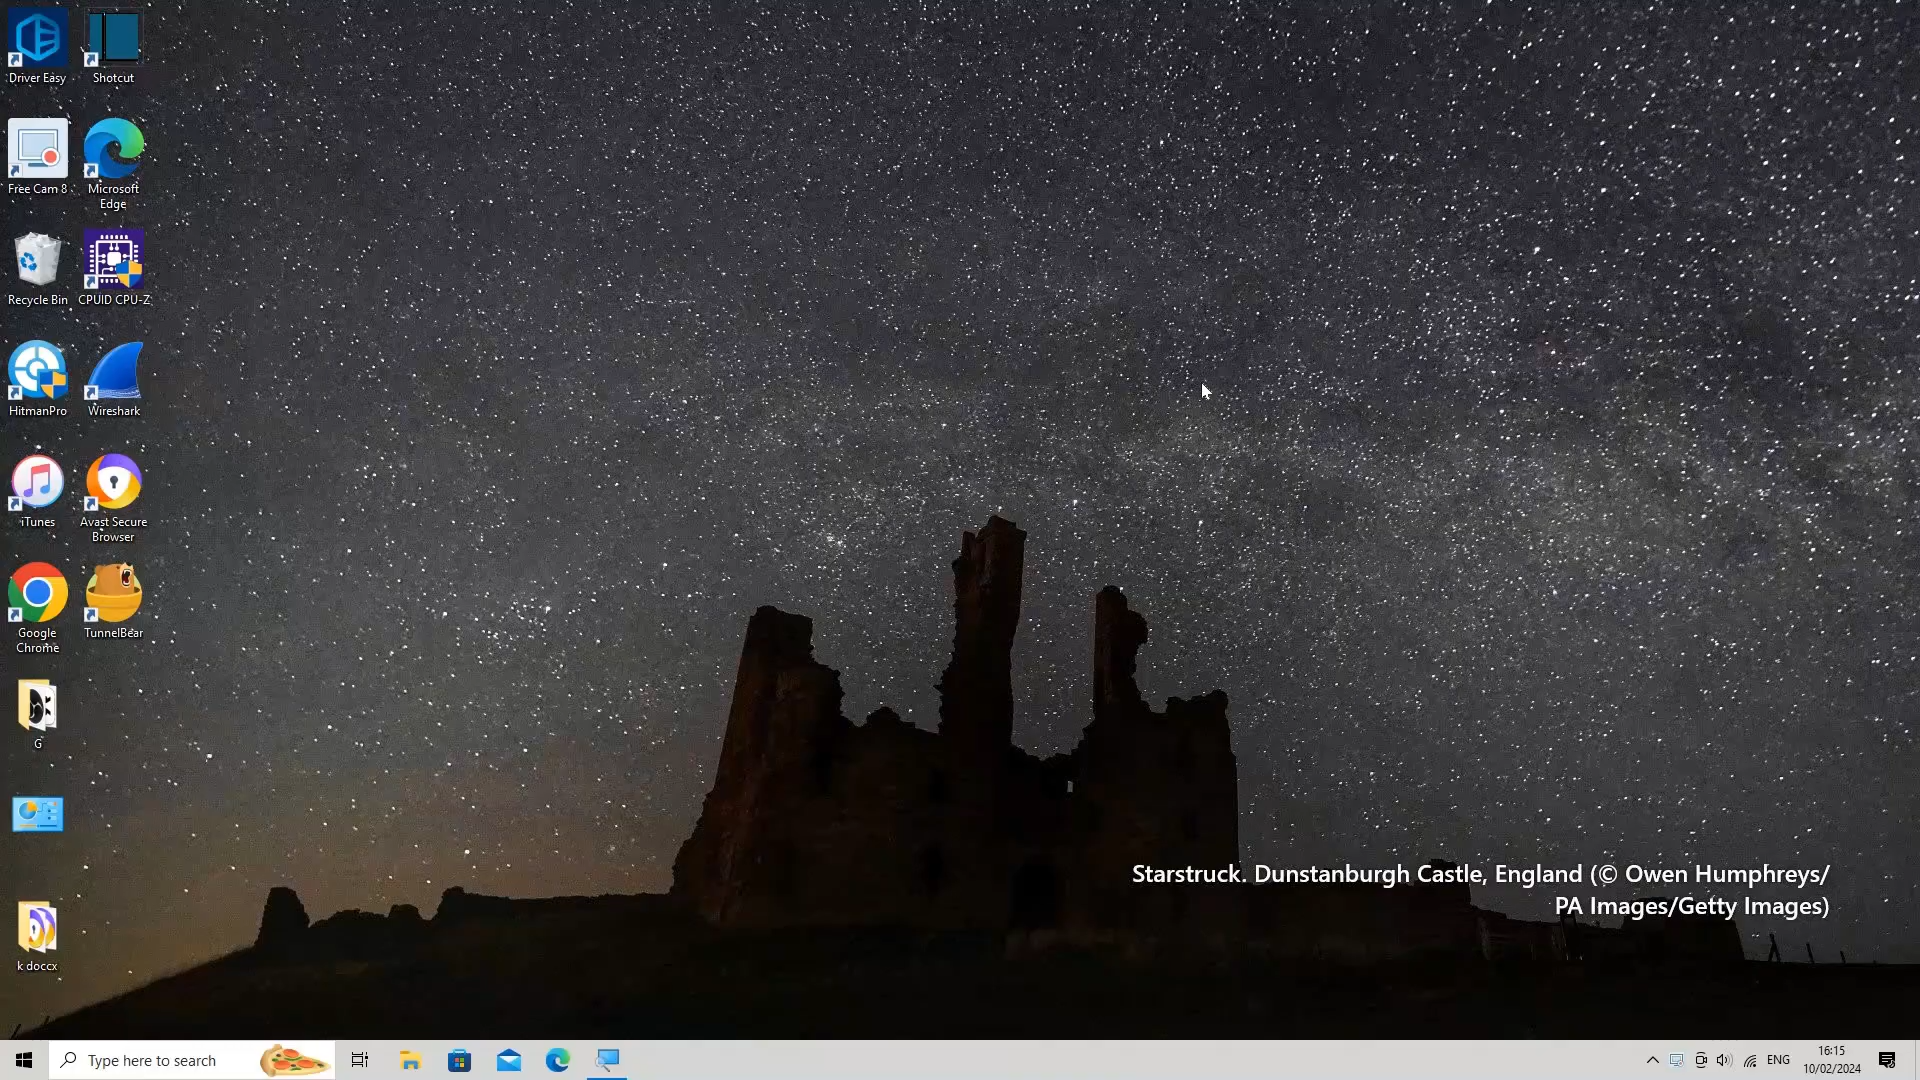 Driver Easy
Shotcut
Free Cam 8
Microsoft
Edge
Recycle Bin
CPUID CPU-Z
HitmanPro
Wireshark
iTunes
Avast Secure
Browser
Google
Chrome
TunnelBear
G
k doccx
Starstruck. Dunstanburgh Castle, England (© Owen Humphreys/
PA Images/Getty Images)
Type here to search
ENG
16:15
10/02/2024